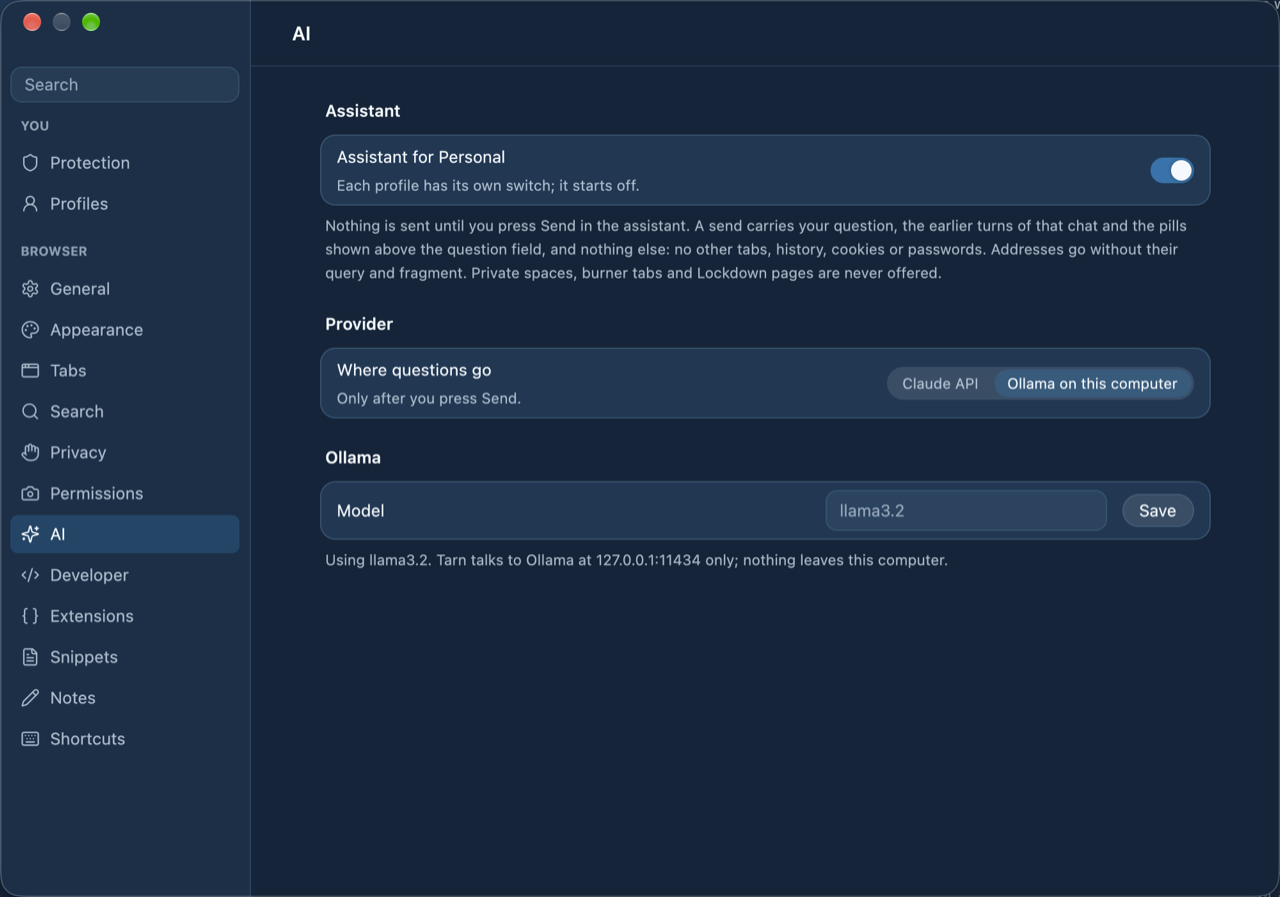 AI
Search
YOU
Protection
Profiles
BROWSER
General
Appearance
Tabs
Search
Privacy
Permissions
AI
Developer
Extensions
Snippets
Notes
Shortcuts
Assistant
Assistant for Personal
Each profile has its own switch; it starts off.
Nothing is sent until you press Send in the assistant. A send carries your question, the earlier turns of that chat and the pills
shown above the question field, and nothing else: no other tabs, history, cookies or passwords. Addresses go without their
query and fragment. Private spaces, burner tabs and Lockdown pages are never offered.
Provider
Where questions go
Only after you press Send.
Claude API
Ollama on this computer
Ollama
Model
llama3.2
Save
Using llama3.2. Tarn talks to Ollama at 127.0.0.1:11434 only; nothing leaves this computer.